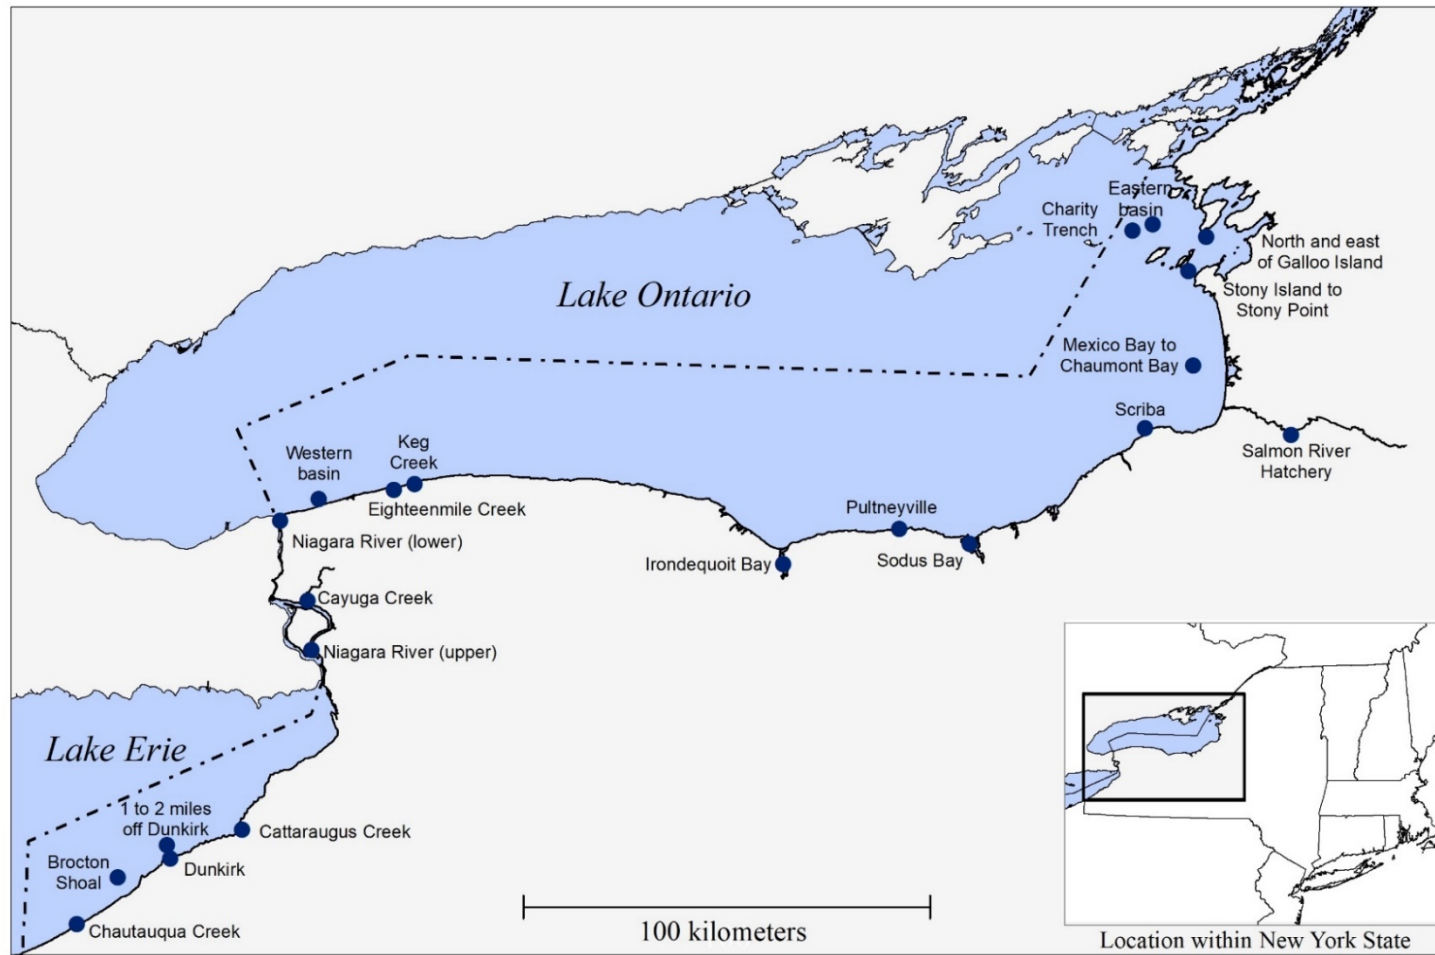 Eastern
basin
Charity
Trench
North and east
of Galloo Island
Stony Island to
Stony Point
Lake Ontario
Mexico Bay to
Chaumont Bay
Scriba
Salmon River
Hatchery
Western
basin
Keg
Creek
Eighteenmile Creek
Niagara River (lower)
Pultneyville
Irondequoit Bay
Sodus Bay
Cayuga Creek
Niagara River (upper)
Lake Erie
1 to 2 miles
off Dunkirk
Cattaraugus Creek
Brocton
Shoal
Dunkirk
Chautauqua Creek
100 kilometers
Location within New York State